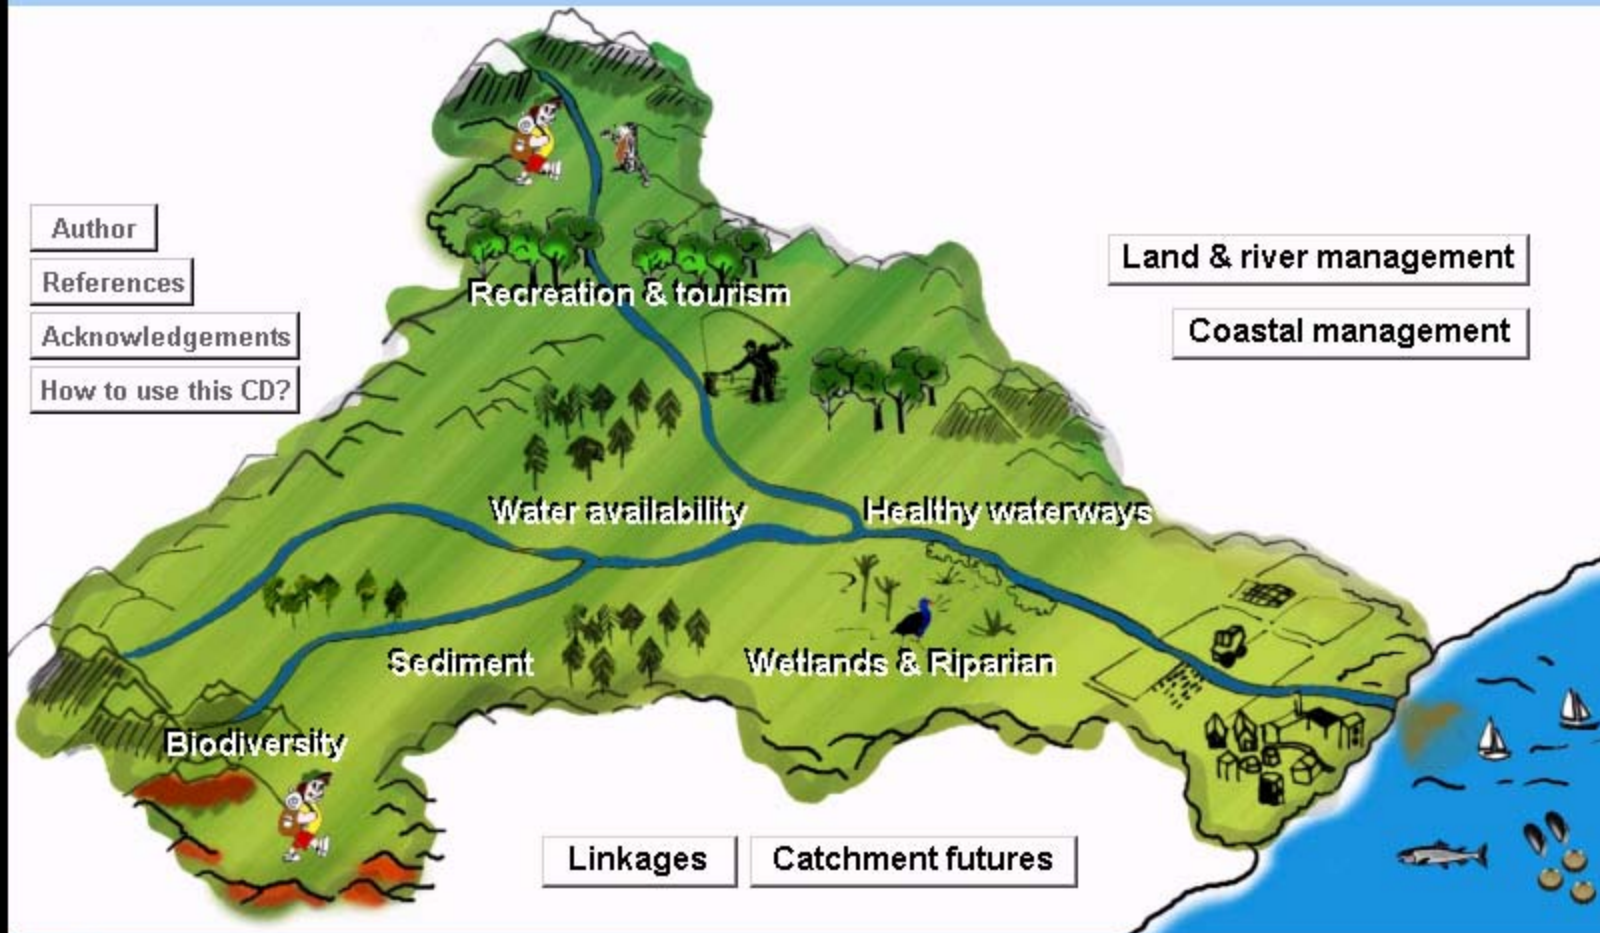 Author
References
Acknowledgements
How to use this CD?
Land & river management
Coastal management
Recreation & tourism
Water availability
Healthy waterways
Sediment
Wetlands & Riparian
Biodiversity
Linkages
Catchment futures